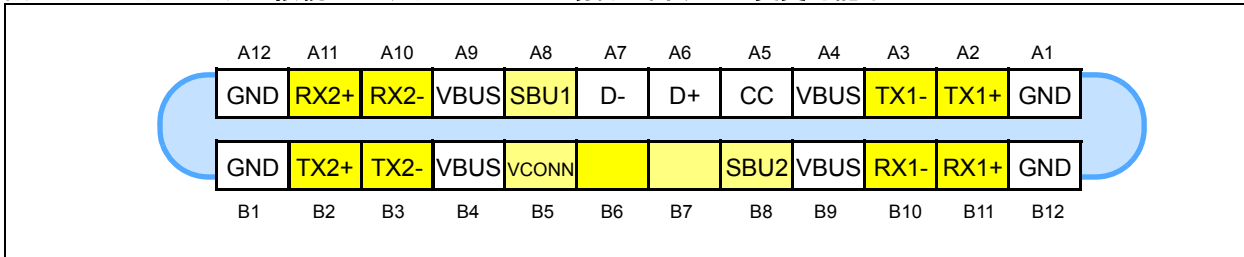 A12 A11 A10 A9 A8 A7 A6 A5 A4 A3 A2 A1
GND RX2+ RX2- VBUS SBU1 D- D+ CC VBUS TX1- TX1+ GND
GND TX2+ TX2- VBUS VCONN SBU2 VBUS RX1- RX1+ GND
B1 B2 B3 B4 B5 B6 B7 B8 B9 B10 B11 B12